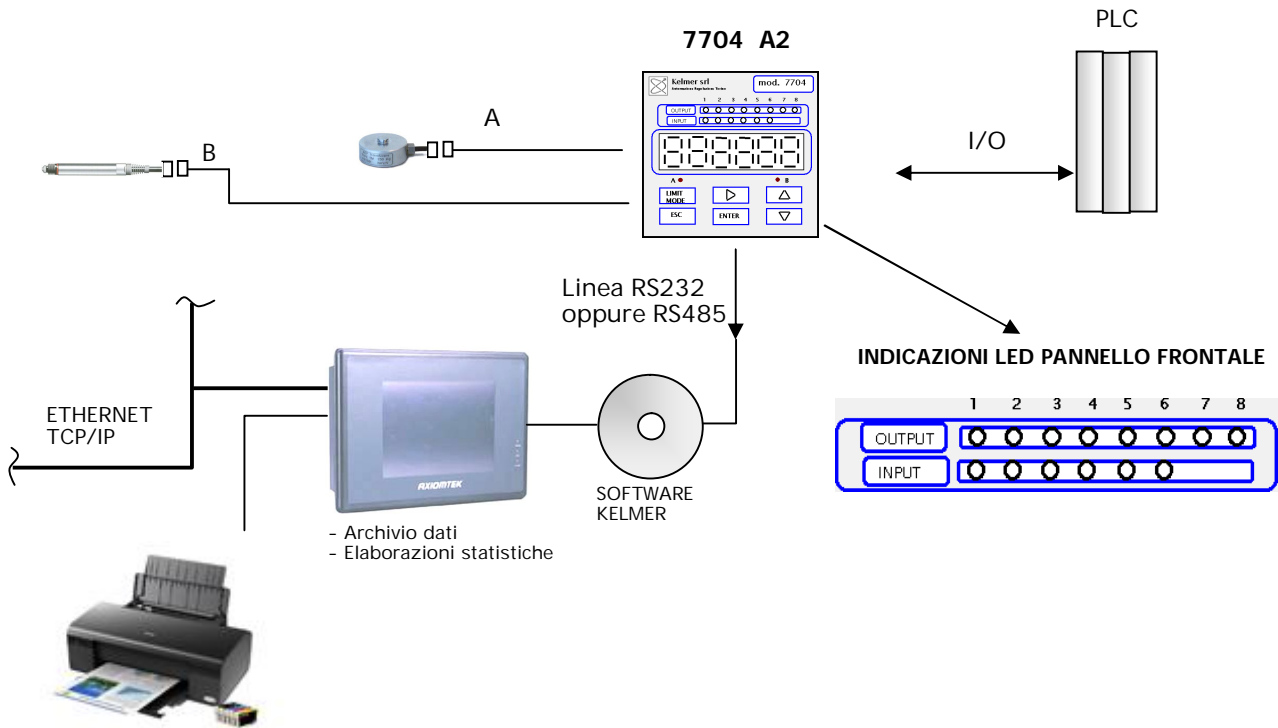 PLC
7704 A2
Kelmer srl
mod. 7704
1 2 3 4 5 6 7 8
OUTPUT
INPUT
A
B
A B
LIMIT
MODE
ESC
ENTER
I/O
Linea RS232
oppure RS485
INDICAZIONI LED PANNELLO FRONTALE
1 2 3 4 5 6 7 8
OUTPUT
INPUT
ETHERNET
TCP/IP
AXIOMTEK
SOFTWARE
KELMER
- Archivio dati
- Elaborazioni statistiche